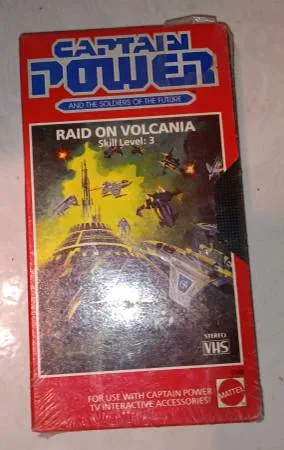 CAPTAIN
POWER
AND THE SOLDIERS OF THE FUTURE
RAID ON VOLCANIA
Skill Level: 3
STEREO
VHS
FOR USE WITH CAPTAIN POWER
TV INTERACTIVE ACCESSORIES!
MATTEL